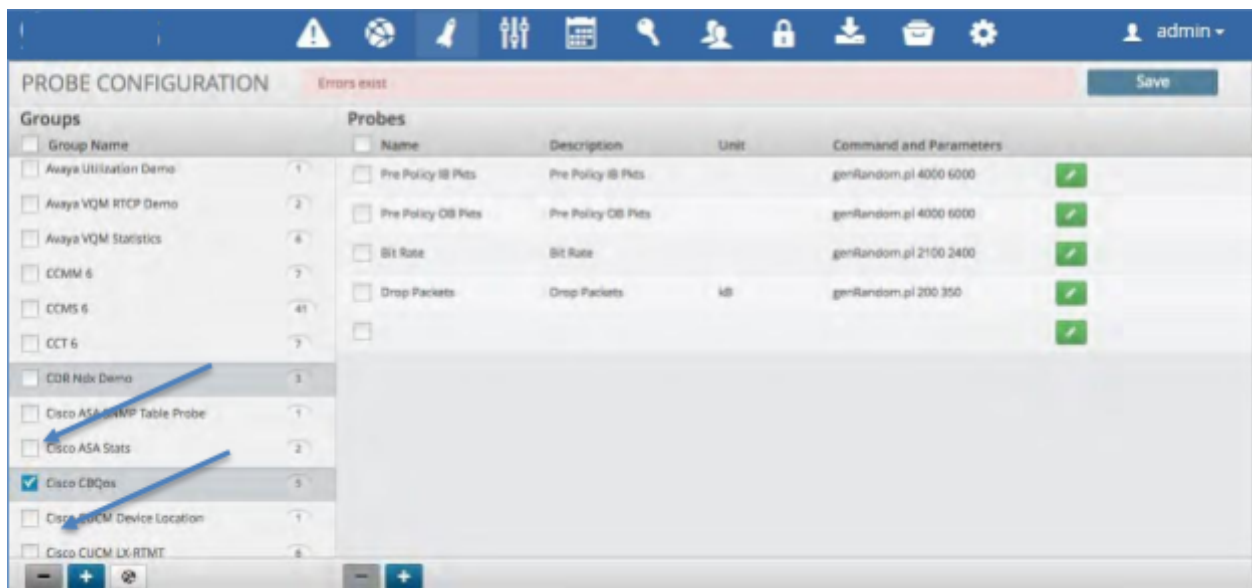 admin
PROBE CONFIGURATION
Errors exist
Save
Groups
Probes
Group Name
Name Description Unit Command and Parameters
Avaya Utilization Demo 1
Avaya VQM RTCP Demo 2
Avaya VQM Statistics 6
CCMM 6 7
CCMS 6 41
CCT 6 7
CDR Ndx Demo 3
Cisco ASA SNMP Table Probe 1
Cisco ASA Stats 2
Cisco CBQos 5
Cisco CUCM Device Location 1
Cisco CUCM LX-RTMT 6
Pre Policy IB Pkts Pre Policy IB Pkts genRandom.pl 4000 6000
Pre Policy OB Pkts Pre Policy OB Pkts genRandom.pl 4000 6000
Bit Rate Bit Rate genRandom.pl 2100 2400
Drop Packets Drop Packets kB genRandom.pl 200 350